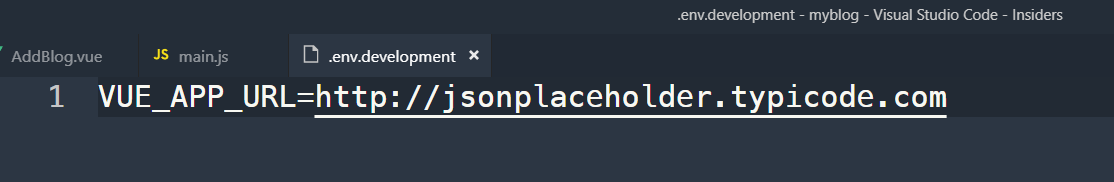 .env.development - myblog - Visual Studio Code - Insiders
AddBlog.vue JS main.js .env.development ×
1 VUE_APP_URL=http://jsonplaceholder.typicode.com